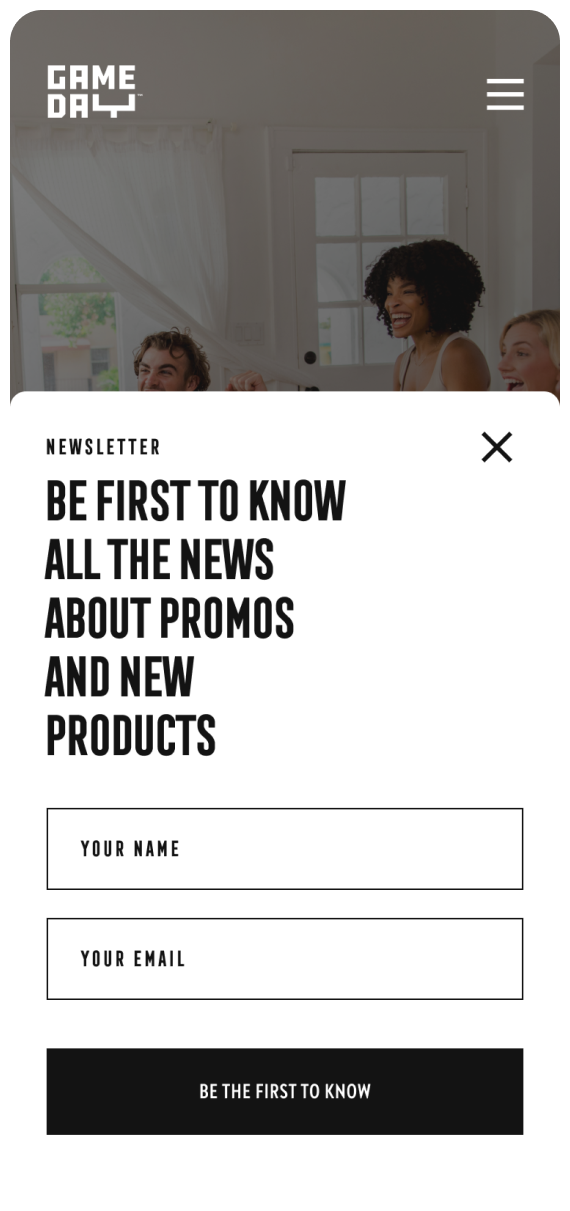 GAME
DAY™
NEWSLETTER
BE FIRST TO KNOW
ALL THE NEWS
ABOUT PROMOS
AND NEW
PRODUCTS
YOUR NAME
YOUR EMAIL
BE THE FIRST TO KNOW